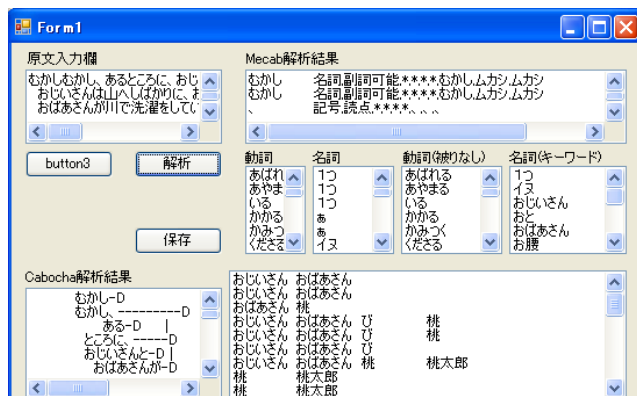 Form1
原文入力欄
むかしむかし、あるところに、おじ
おじいさんは山へしばかりに、ま
おばあさんが川で洗濯をしてい
Mecab解析結果
むかし 名詞,副詞可能,*,*,*,*,むかし,ムカシ,ムカシ
むかし 名詞,副詞可能,*,*,*,*,むかし,ムカシ,ムカシ
、 記号,読点,*,*,*,*,、,、,、
button3
解析
保存
動詞
あばれ
あやま
いる
かかる
かみつ
くださる
名詞
1つ
1つ
1つ
ぁ
ぁ
イヌ
動詞(被りなし)
あばれる
あやまる
いる
かかる
かみつく
くださる
名詞(キーワード)
1つ
イヌ
おじいさん
おと
おばあさん
お腰
Cabocha解析結果
むかし-D
むかし、---------D
ある-D |
ところに、-----D
おじいさんと-D |
おばあさんが-D
おじいさん おばあさん
おじいさん おばあさん
おばあさん 桃
おじいさん おばあさん び 桃
おじいさん おばあさん び 桃
おじいさん おばあさん び
おじいさん おばあさん 桃 桃太郎
桃 桃太郎
桃 桃太郎